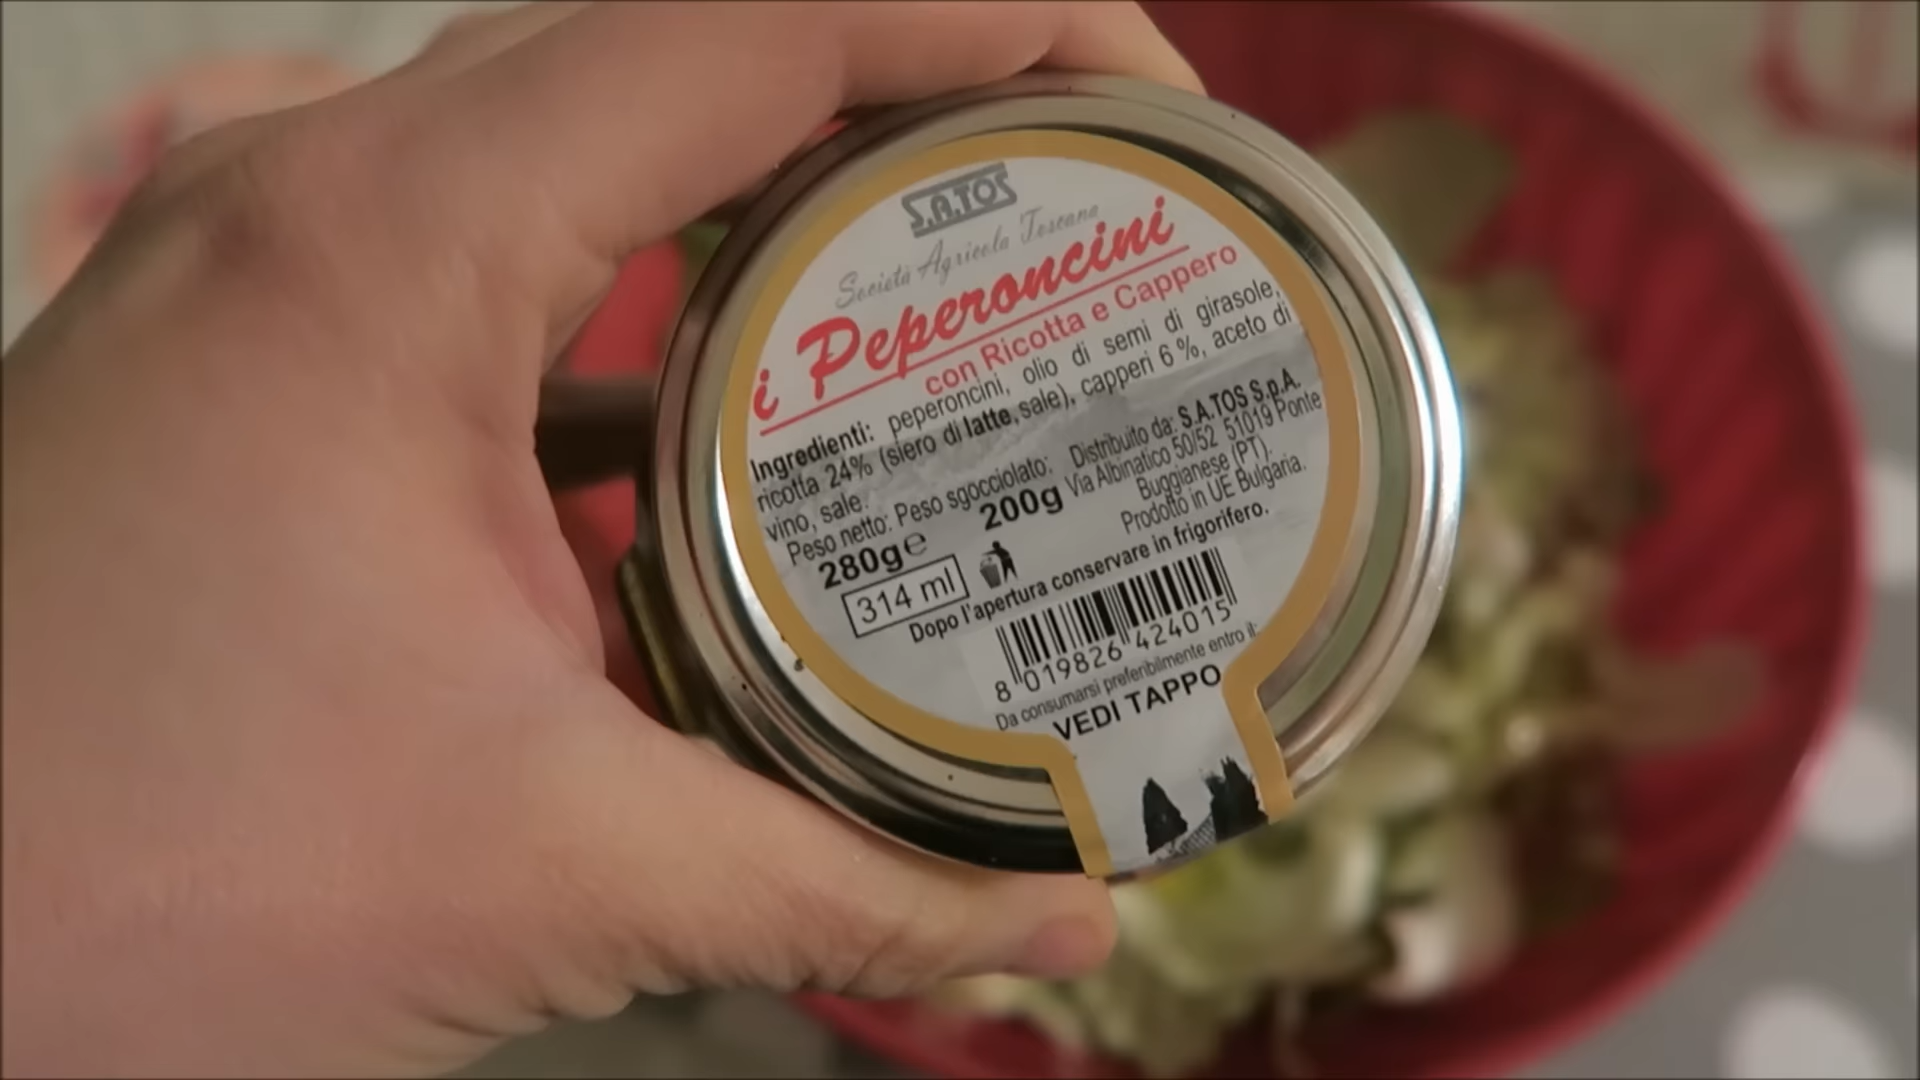 S.A.TOS
Società Agricola Toscana
i Peperoncini
con Ricotta e Cappero
Ingredienti: peperoncini, olio di semi di girasole,
ricotta 24% (siero di latte, sale), capperi 6 %, aceto di
vino, sale.
Peso netto: Peso sgocciolato:
280g e 200g
314 ml
Distribuito da: S.A.TOS S.p.A.
Via Albinatico 50/52 51019 Ponte
Buggianese (PT).
Prodotto in UE Bulgaria.
Dopo l'apertura conservare in frigorifero.
8 019826 424015
Da consumarsi preferibilmente entro il:
VEDI TAPPO